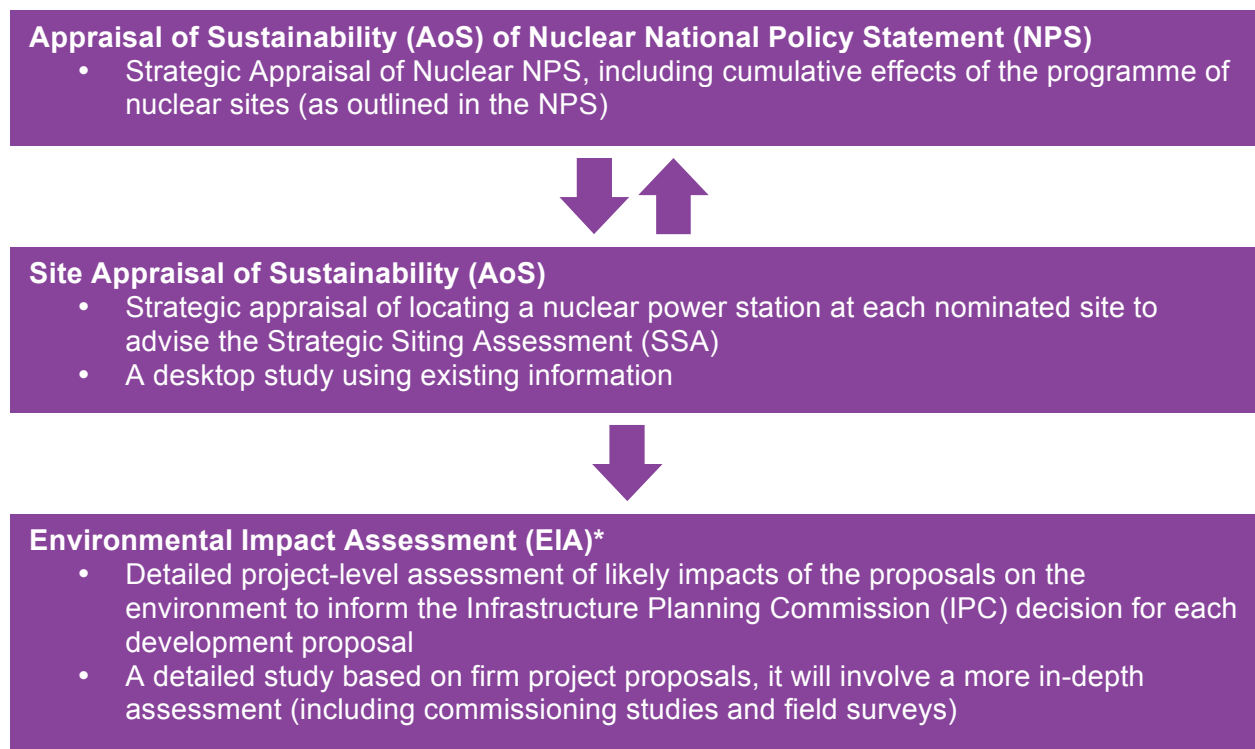 Appraisal of Sustainability (AoS) of Nuclear National Policy Statement (NPS)
• Strategic Appraisal of Nuclear NPS, including cumulative effects of the programme of
nuclear sites (as outlined in the NPS)
Site Appraisal of Sustainability (AoS)
• Strategic appraisal of locating a nuclear power station at each nominated site to
advise the Strategic Siting Assessment (SSA)
• A desktop study using existing information
Environmental Impact Assessment (EIA)*
• Detailed project-level assessment of likely impacts of the proposals on the
environment to inform the Infrastructure Planning Commission (IPC) decision for each
development proposal
• A detailed study based on firm project proposals, it will involve a more in-depth
assessment (including commissioning studies and field surveys)